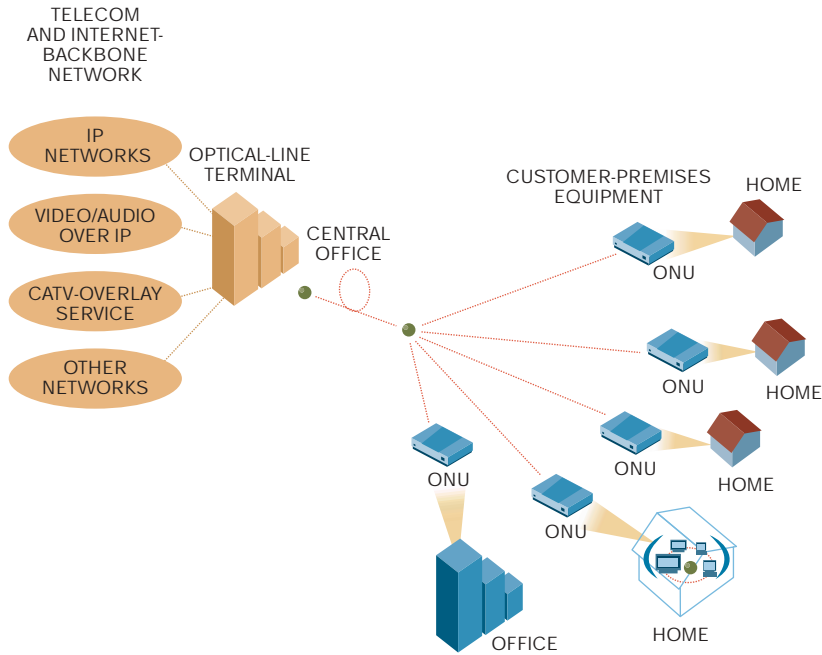 TELECOM
AND INTERNET-
BACKBONE
NETWORK
IP
NETWORKS
VIDEO/AUDIO
OVER IP
CATV-OVERLAY
SERVICE
OTHER
NETWORKS
OPTICAL-LINE
TERMINAL
CENTRAL
OFFICE
CUSTOMER-PREMISES
EQUIPMENT
HOME
ONU
ONU
HOME
ONU
HOME
ONU
ONU
OFFICE
HOME